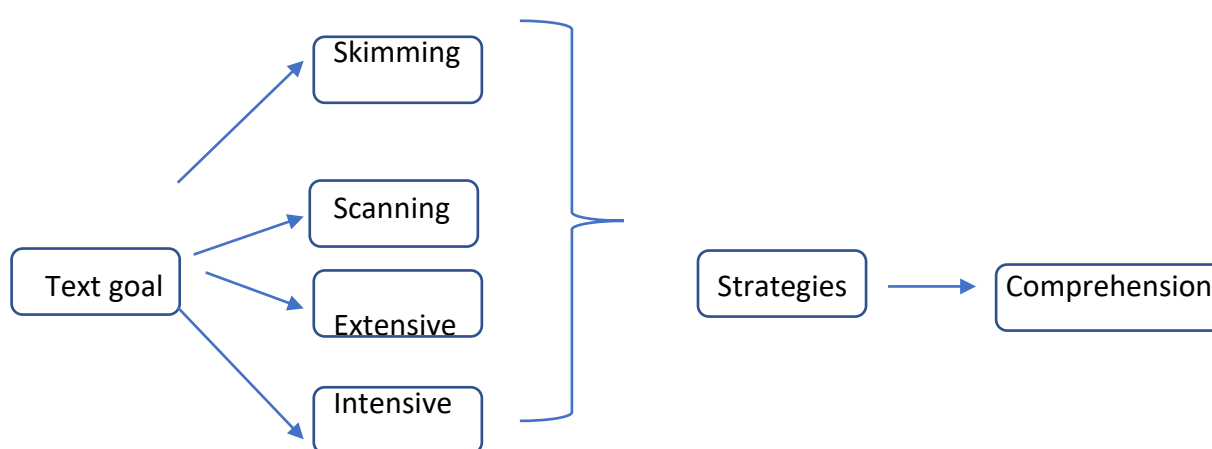 Skimming
Scanning
Text goal
Extensive
Intensive
Strategies
Comprehension